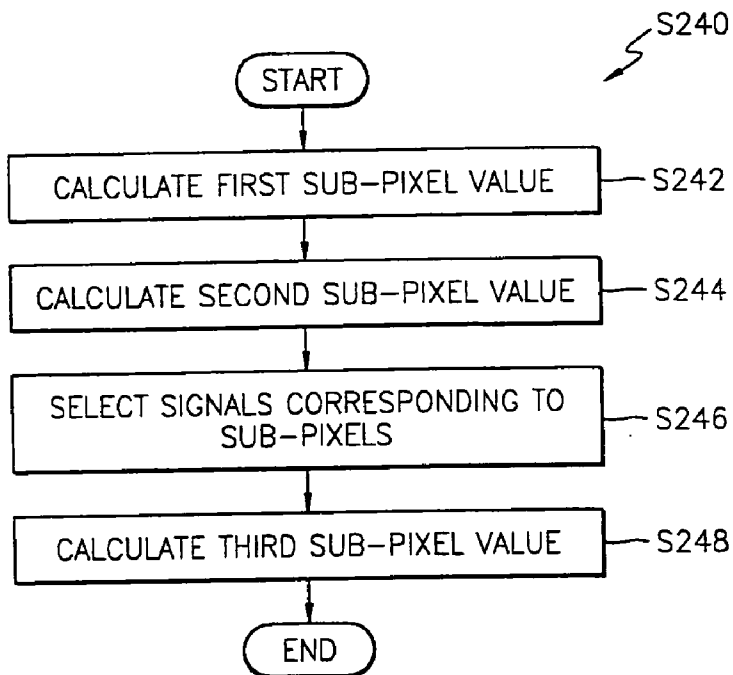 S240
START
CALCULATE FIRST SUB-PIXEL VALUE
S242
CALCULATE SECOND SUB-PIXEL VALUE
S244
SELECT SIGNALS CORRESPONDING TO
SUB-PIXELS
S246
CALCULATE THIRD SUB-PIXEL VALUE
S248
END